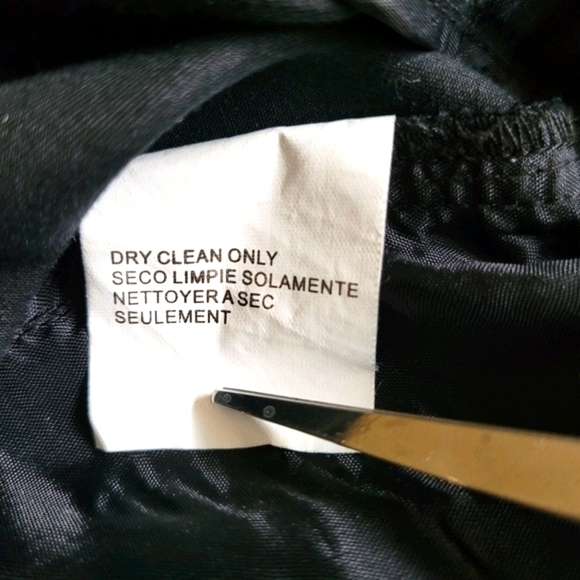 DRY CLEAN ONLY
SECO LIMPIE SOLAMENTE
NETTOYER A SEC
SEULEMENT